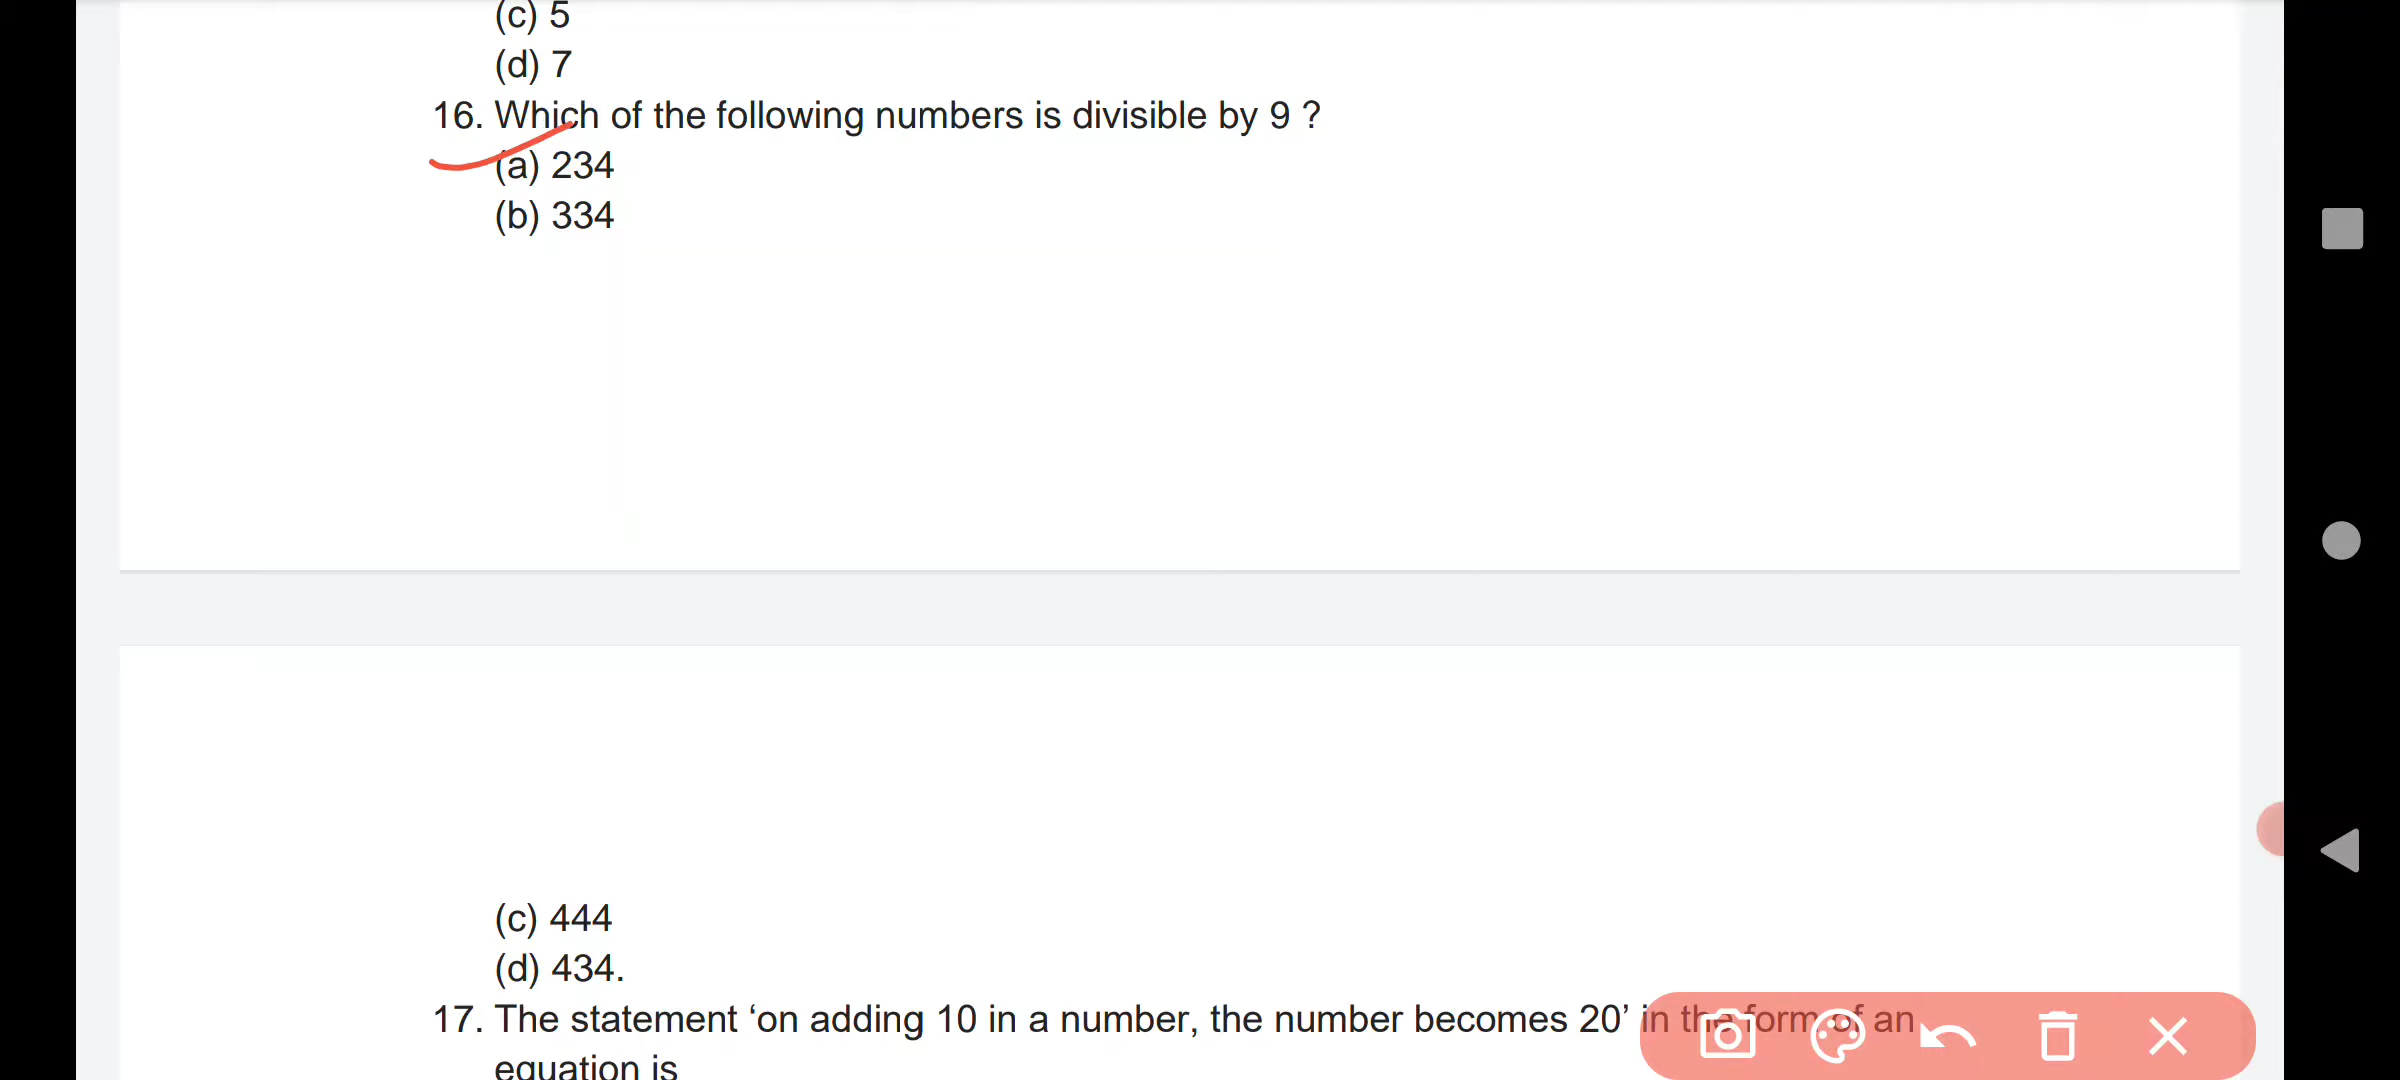 (c) 5
(d) 7
16. Which of the following numbers is divisible by 9 ?
(a) 234
(b) 334
(c) 444
(d) 434.
17. The statement ‘on adding 10 in a number, the number becomes 20’ in the form of an
equation is